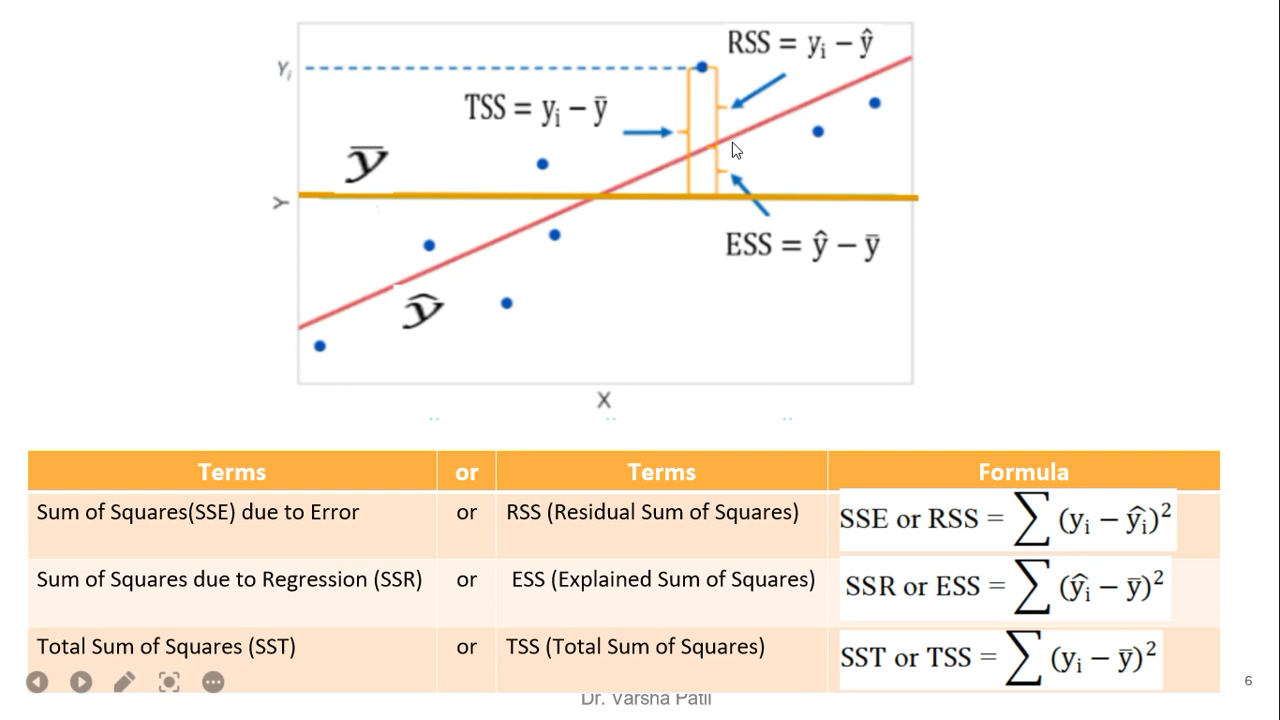 RSS = yᵢ − ŷ
Yᵢ
TSS = yᵢ − ȳ
ȳ
Y
ESS = ŷ − ȳ
ŷ
X
Terms or Terms Formula
Sum of Squares(SSE) due to Error or RSS (Residual Sum of Squares) SSE or RSS = ∑ (yᵢ − ŷᵢ)²
Sum of Squares due to Regression (SSR) or ESS (Explained Sum of Squares) SSR or ESS = ∑ (ŷᵢ − ȳ)²
Total Sum of Squares (SST) or TSS (Total Sum of Squares) SST or TSS = ∑ (yᵢ − ȳ)²
6
Dr. Varsha Patil